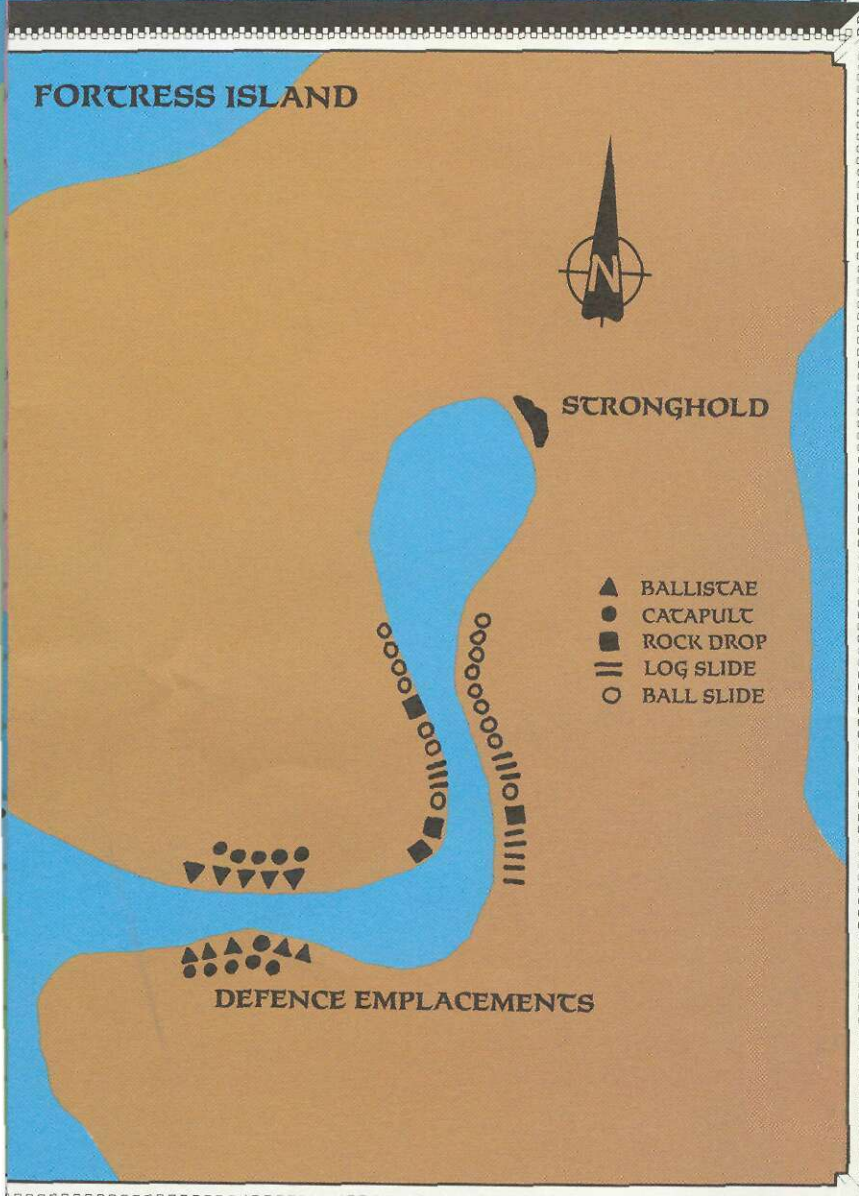 FORTRESS ISLAND
N
STRONGHOLD
BALLISTAE
CATAPULT
ROCK DROP
LOG SLIDE
BALL SLIDE
DEFENCE EMPLACEMENTS